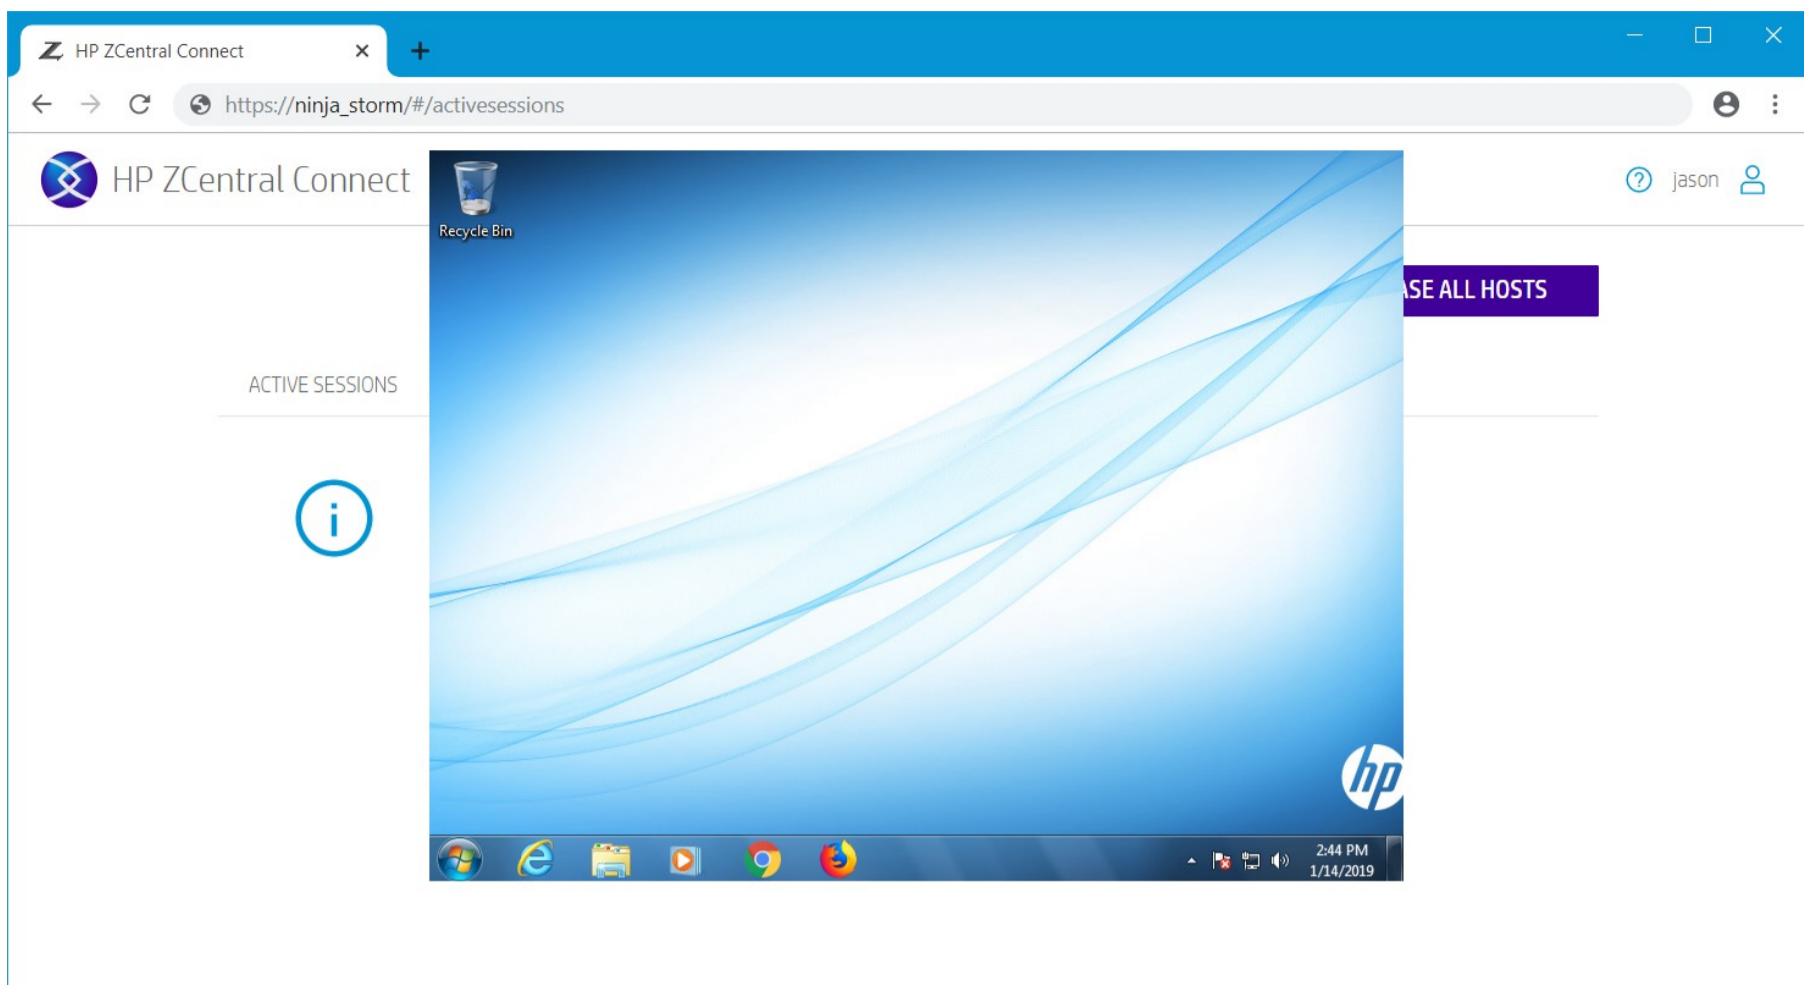 HP ZCentral Connect
https://ninja_storm/#/activesessions
HP ZCentral Connect
jason
Recycle Bin
ASE ALL HOSTS
ACTIVE SESSIONS
hp
2:44 PM
1/14/2019